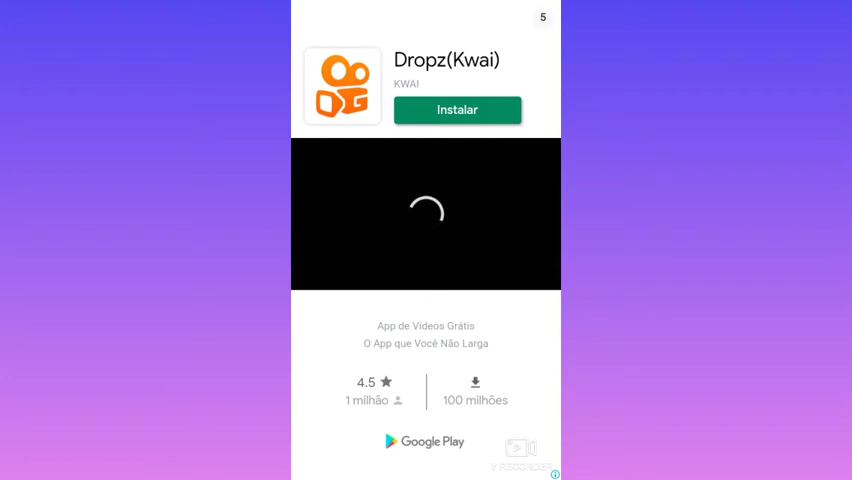 5
Dropz(Kwai)
KWAI
Instalar
App de Vídeos Grátis
O App que Você Não Larga
4.5
1 milhão
100 milhões
Google Play
V RECORDER